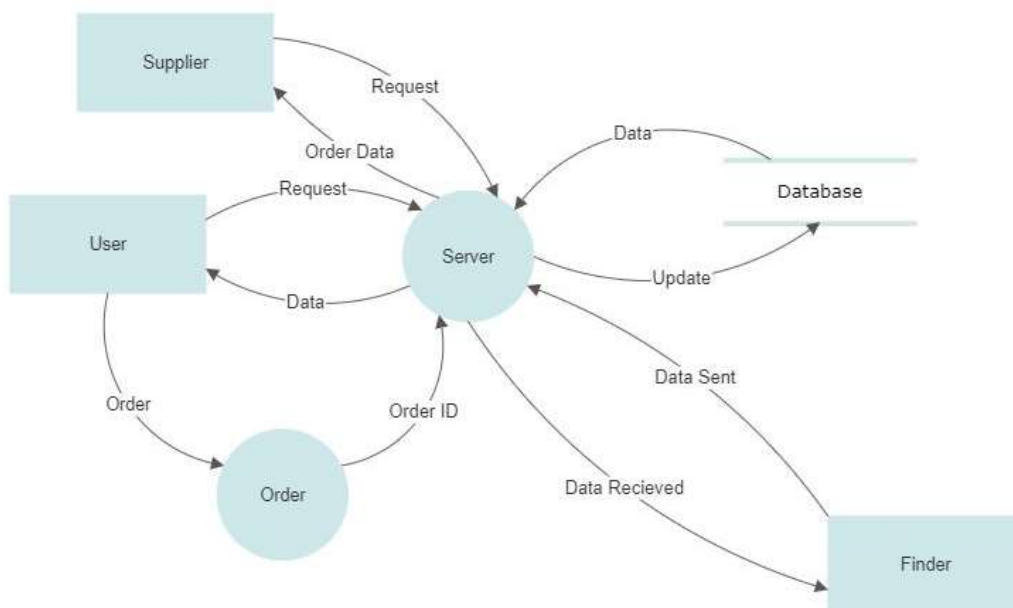 Supplier
Request
Data
Order Data
Request
Database
User
Server
Update
Data
Data Sent
Order
Order ID
Data Recieved
Order
Finder